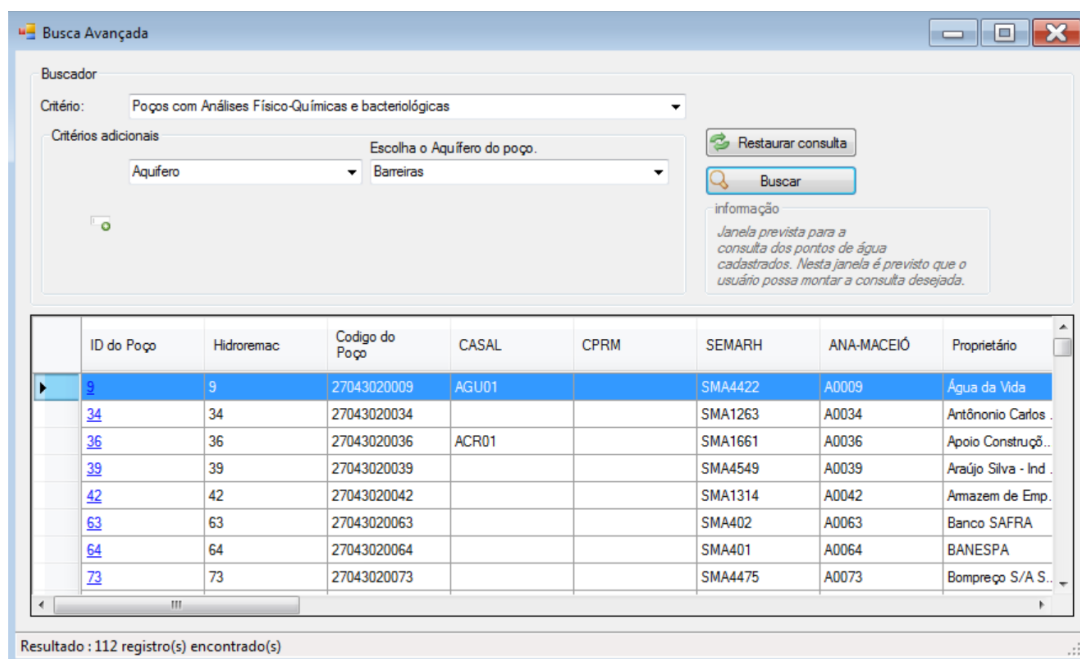 Busca Avançada
Buscador
Critério: Poços com Análises Físico-Químicas e bacteriológicas
Critérios adicionais
Escolha o Aquífero do poço.
Aquifero Barreiras
Restaurar consulta
Buscar
informação
Janela prevista para a
consulta dos pontos de água
cadastrados. Nesta janela é previsto que o
usuário possa montar a consulta desejada.
ID do Poço Hidroremac Codigo do Poço CASAL CPRM SEMARH ANA-MACEIÓ Proprietário
9 9 27043020009 AGU01 SMA4422 A0009 Água da Vida
34 34 27043020034 SMA1263 A0034 Antônonio Carlos .
36 36 27043020036 ACR01 SMA1661 A0036 Apoio Construçõ..
39 39 27043020039 SMA4549 A0039 Araújo Silva - Ind .
42 42 27043020042 SMA1314 A0042 Armazem de Emp.
63 63 27043020063 SMA402 A0063 Banco SAFRA
64 64 27043020064 SMA401 A0064 BANESPA
73 73 27043020073 SMA4475 A0073 Bompreço S/A S..
Resultado : 112 registro(s) encontrado(s)